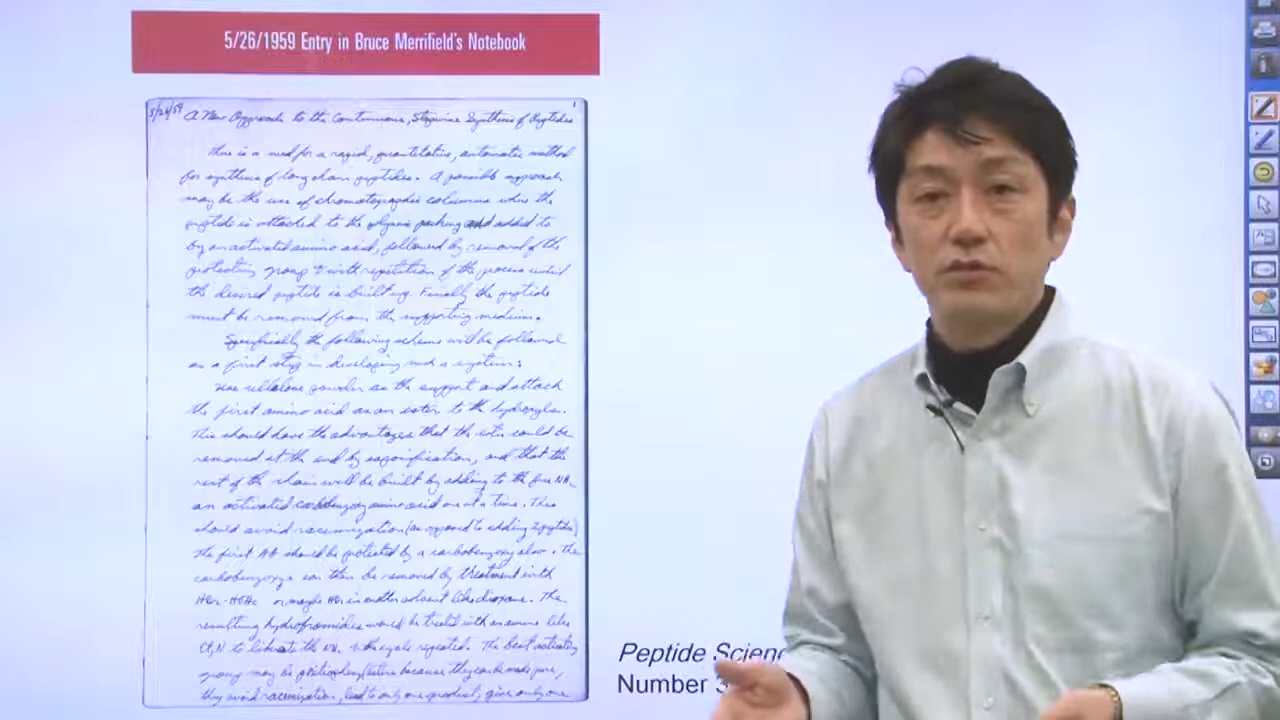 5/26/1959 Entry in Bruce Merrifield's Notebook
5/26/59 A New Approach to the Continuous, Stepwise Synthesis of Peptides
There is a need for a rapid, quantitative, automatic method
for synthesis of long chain peptides. A possible approach
may be the use of chromatographic columns where the
peptide is attached to the polymeric packing and added to
by an activated amino acid, followed by removal of the
protecting group & with repetition of the process until
the desired peptide is built up. Finally the peptide
must be removed from the supporting medium.
Specifically the following scheme will be followed
as a first step in developing such a system:
Use cellulose powder as the support and attach
the first amino acid as an ester to the hydroxyls.
This should have the advantages that the ester could be
removed at the end by saponification, and that the
rest of the chain will be built by adding to the free NH2
an activated carbobenzoxy amino acid one at a time. This
should avoid racemization (as opposed to adding 2 peptides)
The first AA should be protected by a carbobenzoxy also. The
carbobenzoxy can then be removed by treatment with
HBr-HOAc or maybe HBr in another solvent like dioxane. The
resulting hydrobromides would be treated with an amine like
to liberate the NH2 & the cycle repeated. The best activating
group may be because they can be made pure,
they avoid racemization, lead to only one product, give only one
Peptide Scien
Number 3